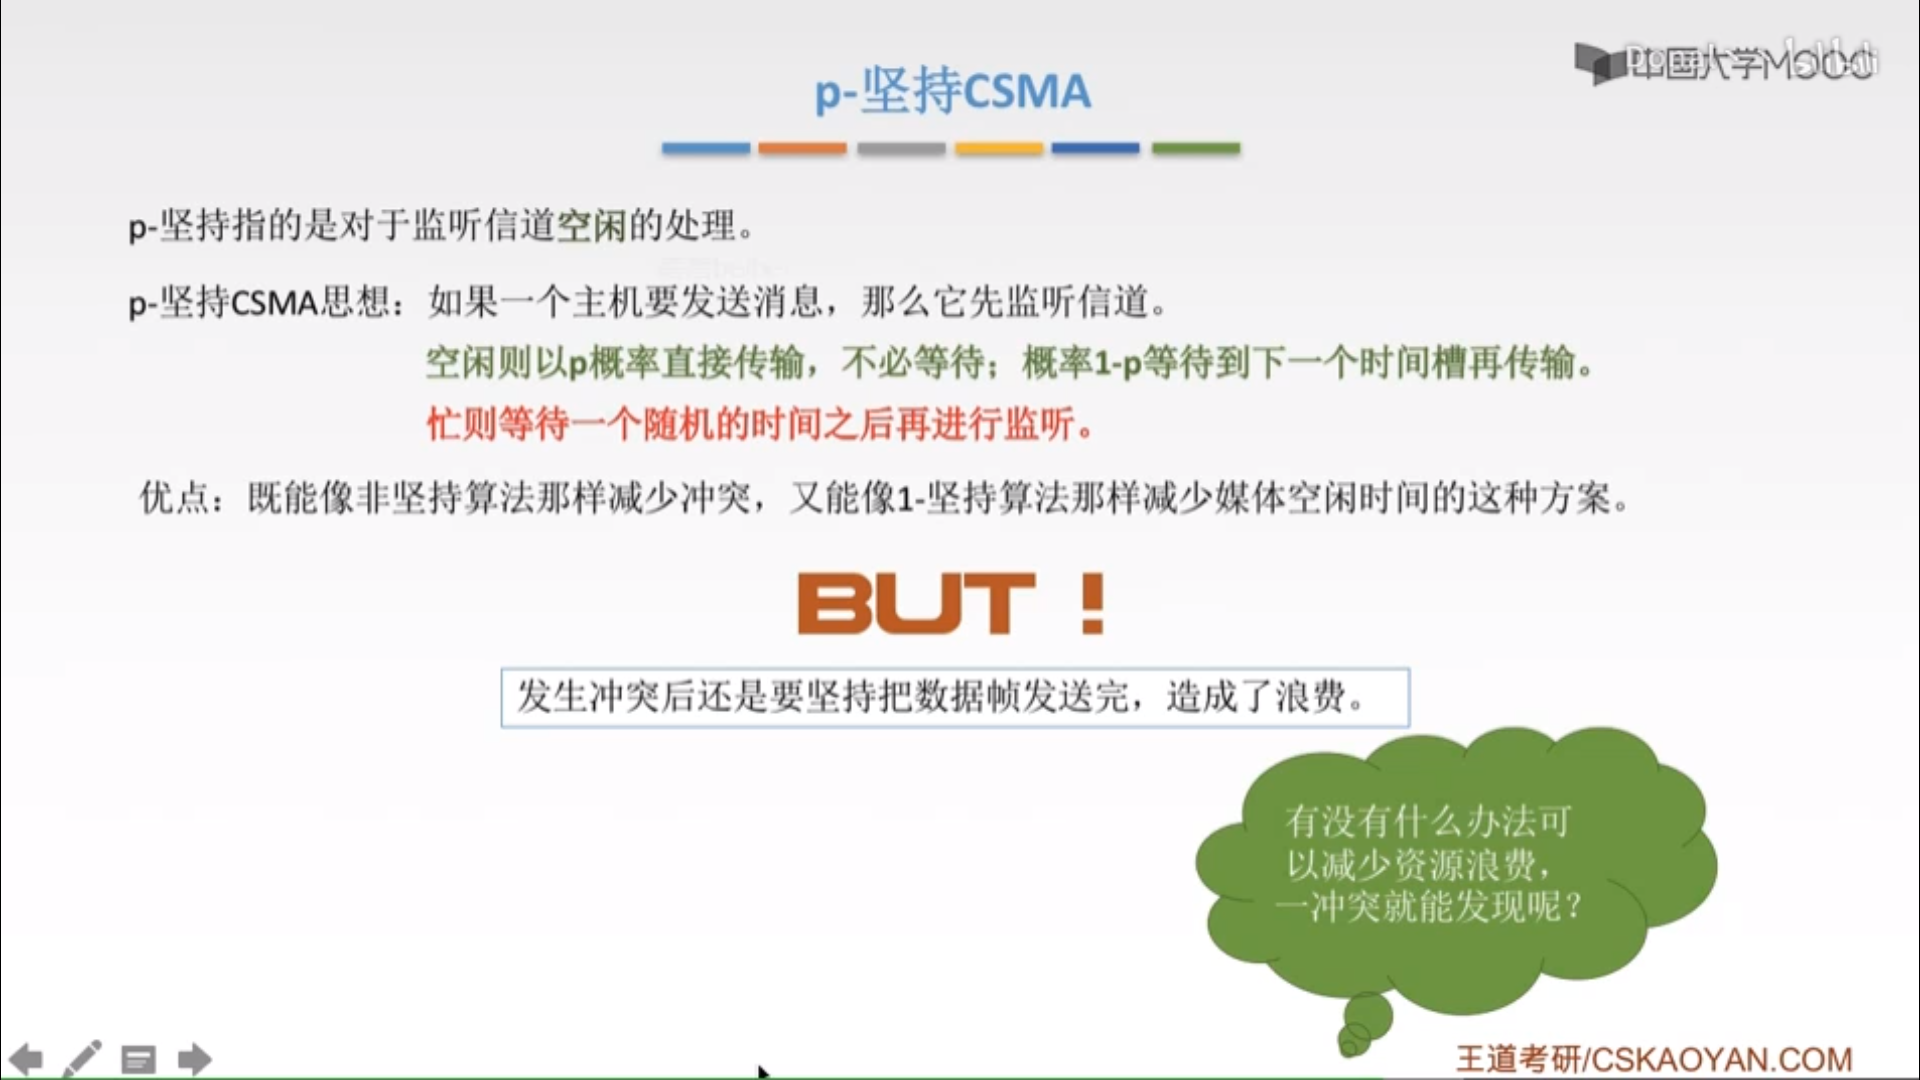 p-坚持CSMA
中国大学MOOC
bilibili
p-坚持指的是对于监听信道空闲的处理。
p-坚持CSMA思想：如果一个主机要发送消息，那么它先监听信道。
空闲则以p概率直接传输，不必等待；概率1-p等待到下一个时间槽再传输。
忙则等待一个随机的时间之后再进行监听。
优点：既能像非坚持算法那样减少冲突，又能像1-坚持算法那样减少媒体空闲时间的这种方案。
BUT！
发生冲突后还是要坚持把数据帧发送完，造成了浪费。
有没有什么办法可
以减少资源浪费，
一冲突就能发现呢？
王道考研/CSKAOYAN.COM